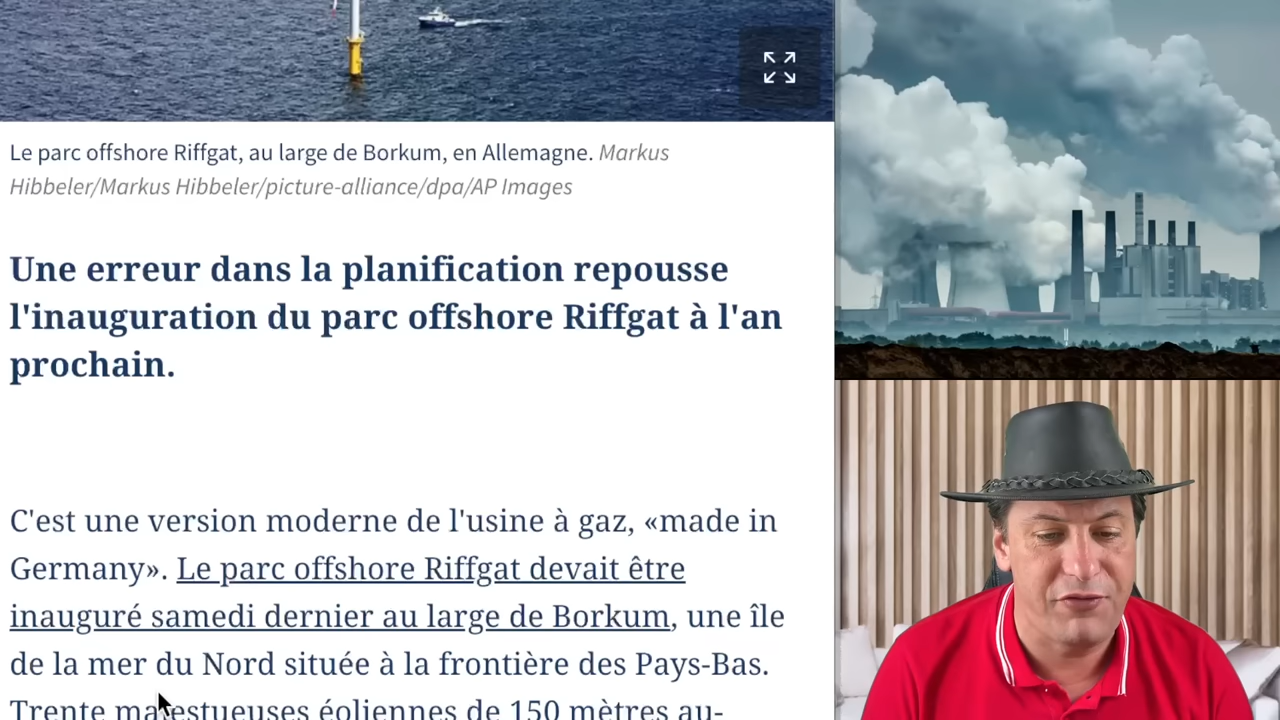 Le parc offshore Riffgat, au large de Borkum, en Allemagne. Markus
Hibbeler/Markus Hibbeler/picture-alliance/dpa/AP Images
Une erreur dans la planification repousse
l'inauguration du parc offshore Riffgat à l'an
prochain.
C'est une version moderne de l'usine à gaz, «made in
Germany». Le parc offshore Riffgat devait être
inauguré samedi dernier au large de Borkum, une île
de la mer du Nord située à la frontière des Pays-Bas.
Trente majestueuses éoliennes de 150 mètres au-